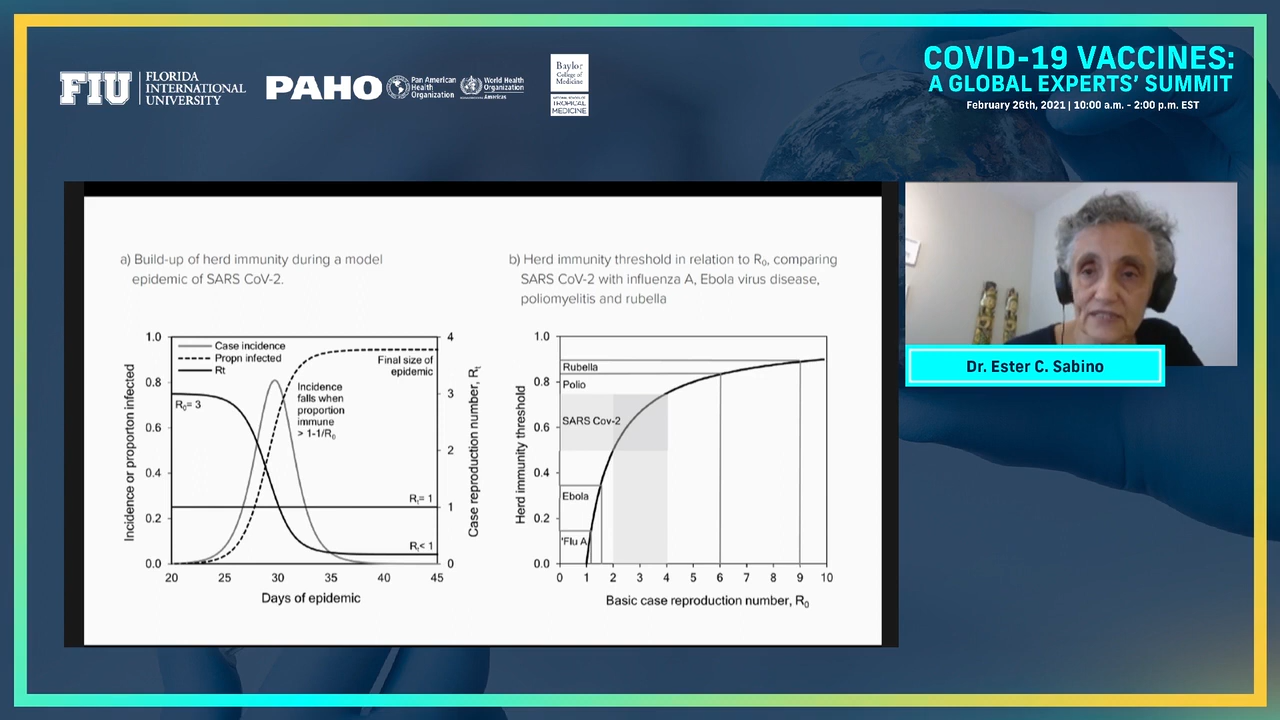 FIU
FLORIDA
INTERNATIONAL
UNIVERSITY
PAHO
Pan American
Health
Organization
World Health
Organization
Americas
Baylor
College of
Medicine
TROPICAL
MEDICINE
COVID-19 VACCINES:
A GLOBAL EXPERTS' SUMMIT
February 26th, 2021 | 10:00 a.m. - 2:00 p.m. EST
a) Build-up of herd immunity during a model
epidemic of SARS CoV-2.
1.0
0.8
0.6
0.4
0.2
0.0
Incidence or proportion infected
Case incidence
Propn infected
Rt
R₀= 3
Incidence
falls when
proportion
immune
> 1-1/R₀
Final size of
epidemic
Rₜ= 1
Rₜ< 1
4
3
2
1
0
Case reproduction number, Rₜ
20 25 30 35 40 45
Days of epidemic
b) Herd immunity threshold in relation to R₀, comparing
SARS CoV-2 with influenza A, Ebola virus disease,
poliomyelitis and rubella
1.0
0.8
0.6
0.4
0.2
0.0
Herd immunity threshold
Rubella
Polio
SARS Cov-2
Ebola
'Flu A
0 1 2 3 4 5 6 7 8 9 10
Basic case reproduction number, R₀
Dr. Ester C. Sabino